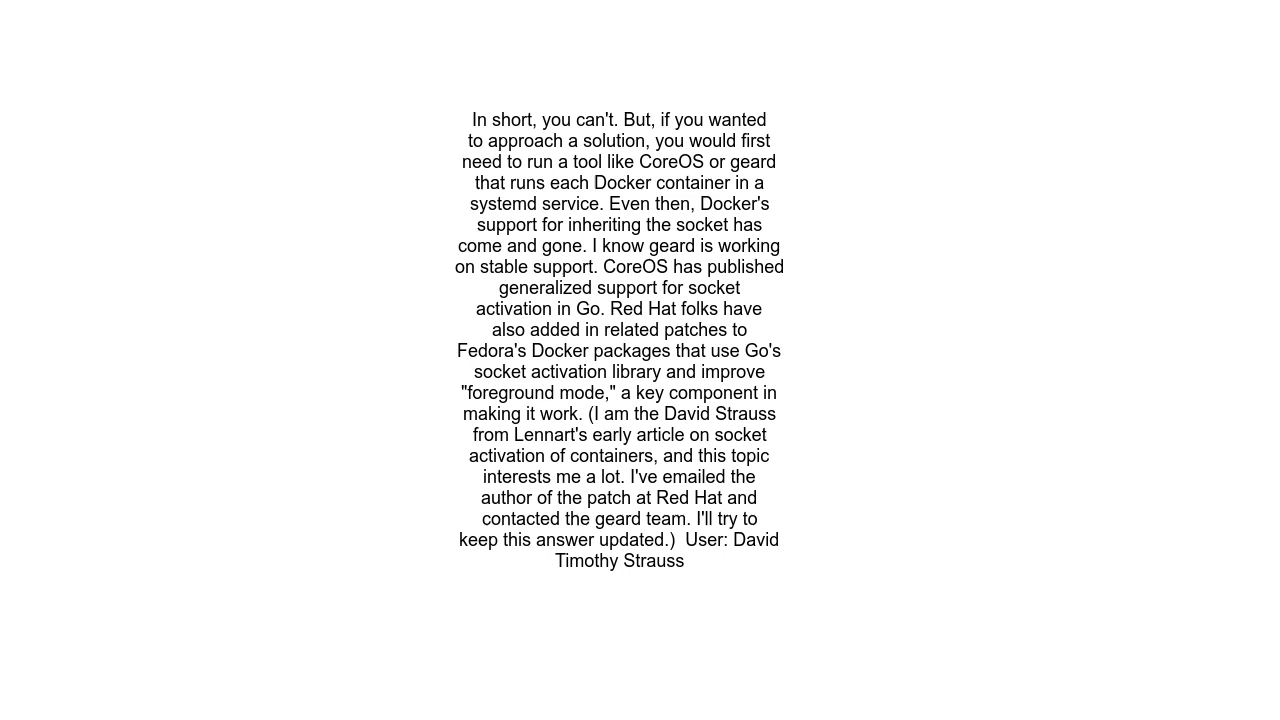 In short, you can't. But, if you wanted
to approach a solution, you would first
need to run a tool like CoreOS or geard
that runs each Docker container in a
systemd service. Even then, Docker's
support for inheriting the socket has
come and gone. I know geard is working
on stable support. CoreOS has published
generalized support for socket
activation in Go. Red Hat folks have
also added in related patches to
Fedora's Docker packages that use Go's
socket activation library and improve
"foreground mode," a key component in
making it work. (I am the David Strauss
from Lennart's early article on socket
activation of containers, and this topic
interests me a lot. I've emailed the
author of the patch at Red Hat and
contacted the geard team. I'll try to
keep this answer updated.)  User: David
Timothy Strauss